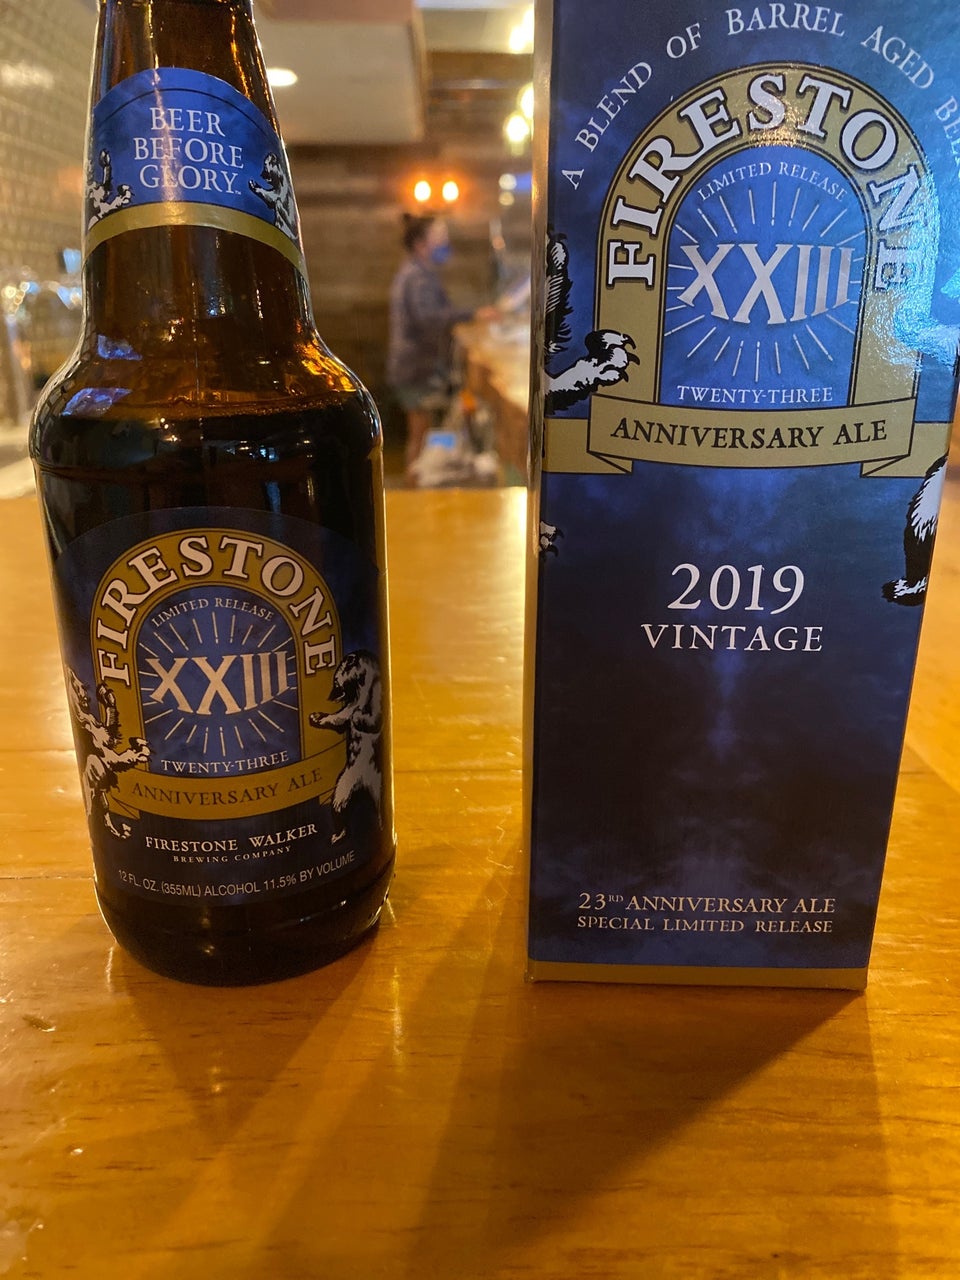 BEER
BEFORE
GLORY.
FIRESTONE
LIMITED RELEASE
XXIII
TWENTY-THREE
ANNIVERSARY ALE
FIRESTONE WALKER
BREWING COMPANY
12 FL. OZ. (355ML) ALCOHOL 11.5% BY VOLUME
A BLEND OF BARREL AGED
FIRESTONE
LIMITED RELEASE
XXIII
TWENTY-THREE
ANNIVERSARY ALE
2019
VINTAGE
23RD ANNIVERSARY ALE
SPECIAL LIMITED RELEASE